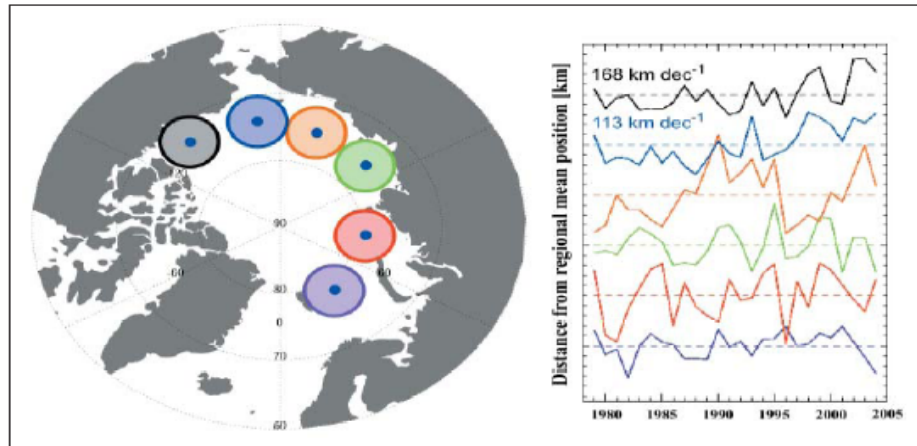 90
80
0
70
60
60
Distance from regional mean position [km]
168 km dec⁻¹
113 km dec⁻¹
1980 1985 1990 1995 2000 2005